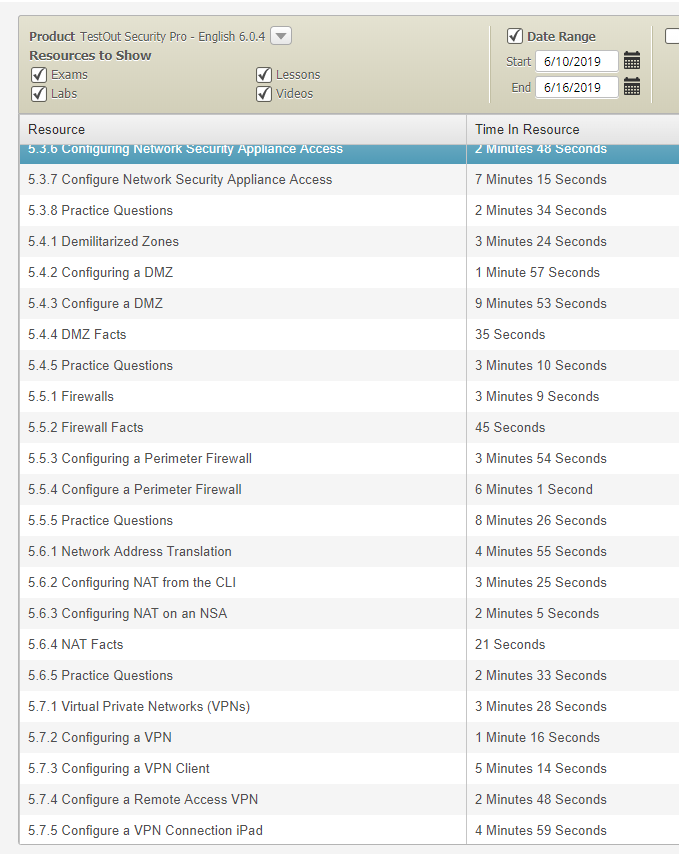 Product TestOut Security Pro - English 6.0.4
Date Range
Resources to Show
Start 6/10/2019
Exams Lessons
End 6/16/2019
Labs Videos
Resource Time In Resource
5.3.6 Configuring Network Security Appliance Access 2 Minutes 48 Seconds
5.3.7 Configure Network Security Appliance Access 7 Minutes 15 Seconds
5.3.8 Practice Questions 2 Minutes 34 Seconds
5.4.1 Demilitarized Zones 3 Minutes 24 Seconds
5.4.2 Configuring a DMZ 1 Minute 57 Seconds
5.4.3 Configure a DMZ 9 Minutes 53 Seconds
5.4.4 DMZ Facts 35 Seconds
5.4.5 Practice Questions 3 Minutes 10 Seconds
5.5.1 Firewalls 3 Minutes 9 Seconds
5.5.2 Firewall Facts 45 Seconds
5.5.3 Configuring a Perimeter Firewall 3 Minutes 54 Seconds
5.5.4 Configure a Perimeter Firewall 6 Minutes 1 Second
5.5.5 Practice Questions 8 Minutes 26 Seconds
5.6.1 Network Address Translation 4 Minutes 55 Seconds
5.6.2 Configuring NAT from the CLI 3 Minutes 25 Seconds
5.6.3 Configuring NAT on an NSA 2 Minutes 5 Seconds
5.6.4 NAT Facts 21 Seconds
5.6.5 Practice Questions 2 Minutes 33 Seconds
5.7.1 Virtual Private Networks (VPNs) 3 Minutes 28 Seconds
5.7.2 Configuring a VPN 1 Minute 16 Seconds
5.7.3 Configuring a VPN Client 5 Minutes 14 Seconds
5.7.4 Configure a Remote Access VPN 2 Minutes 48 Seconds
5.7.5 Configure a VPN Connection iPad 4 Minutes 59 Seconds